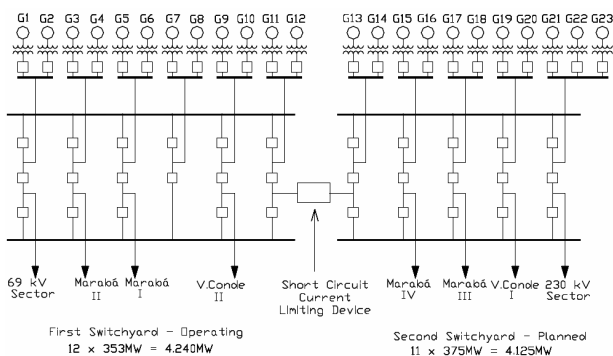 G1 G2 G3 G4 G5 G6 G7 G8 G9 G10 G11 G12 G13 G14 G15 G16 G17 G18 G19 G20 G21 G22 G23
69 kV
Sector
Marabá
II
Marabá
I
V.Conde
II
Short Circuit
Current
Limiting Device
Marabá
IV
Marabá
III
V.Conde
I
230 kV
Sector
First Switchyard - Operating
12 x 353MW = 4.240MW
Second Switchyard - Planned
11 x 375MW = 4.125MW